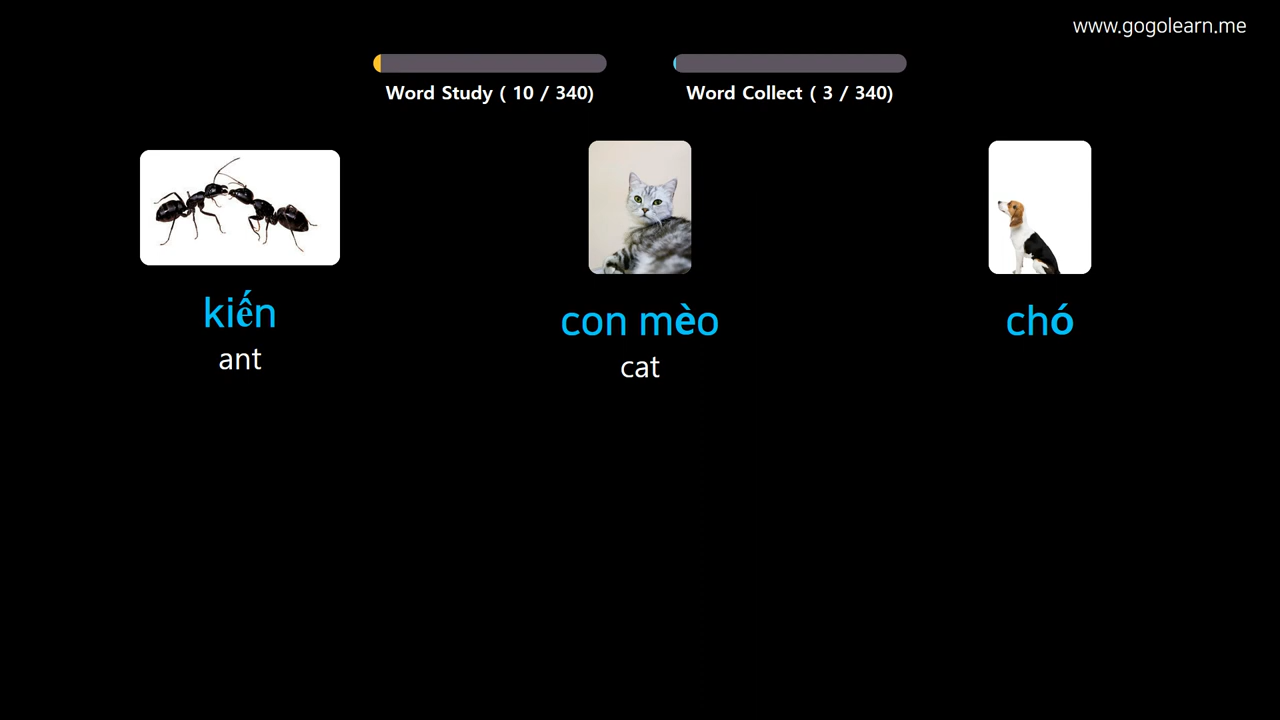 www.gogolearn.me
Word Study ( 10 / 340)
Word Collect ( 3 / 340)
kiến
ant
con mèo
cat
chó